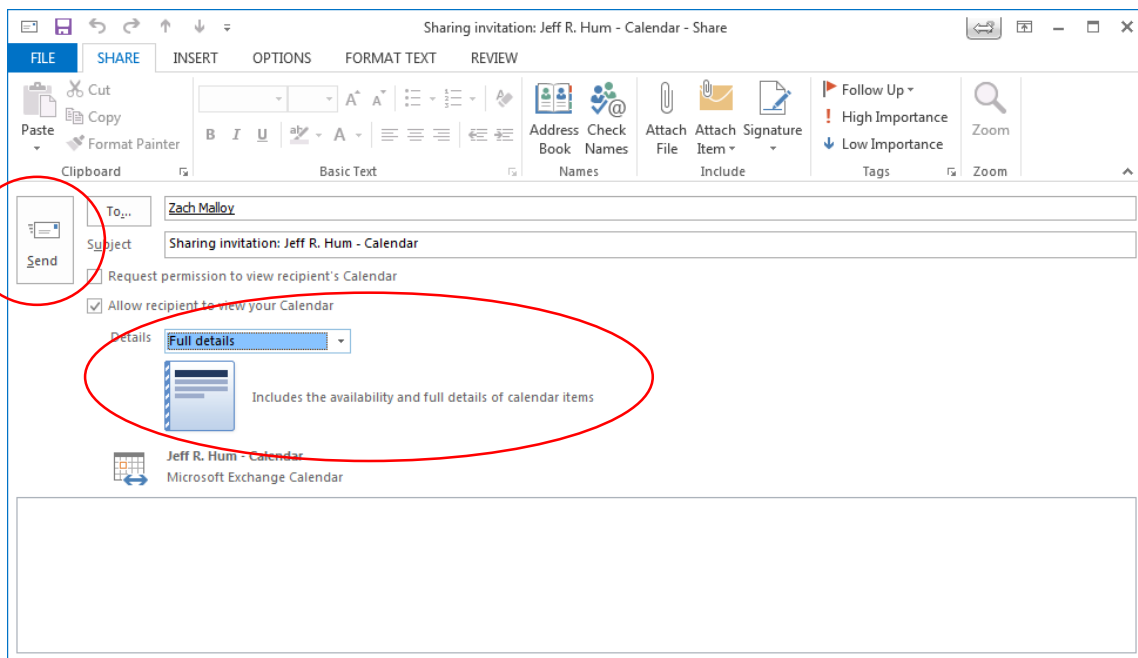 Sharing invitation: Jeff R. Hum - Calendar - Share
FILE SHARE INSERT OPTIONS FORMAT TEXT REVIEW
Paste
Cut
Copy
Format Painter
Clipboard
A A
B I U aby A
Basic Text
Address Book
Check Names
Names
Attach File
Attach Item
Signature
Include
Follow Up
High Importance
Low Importance
Tags
Zoom
Zoom
Send
To... Zach Malloy
Subject Sharing invitation: Jeff R. Hum - Calendar
Request permission to view recipient's Calendar
Allow recipient to view your Calendar
Details Full details
Includes the availability and full details of calendar items
Jeff R. Hum - Calendar
Microsoft Exchange Calendar